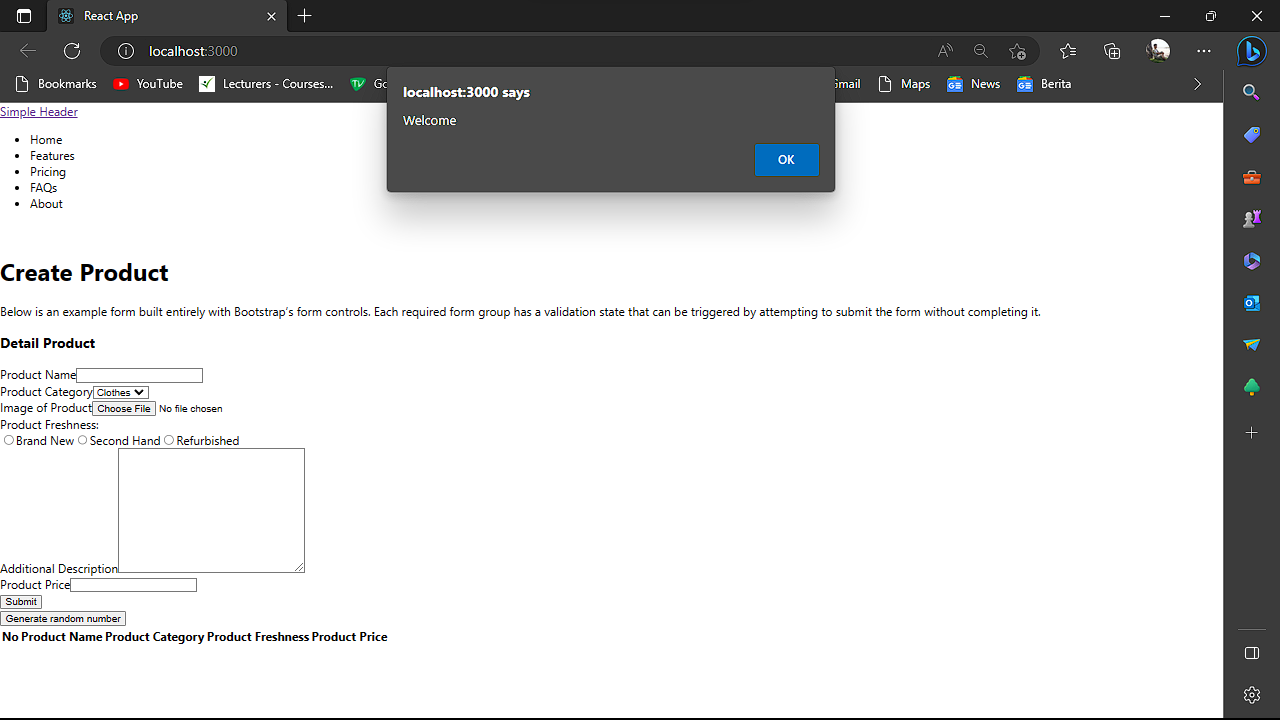 React App
localhost:3000
Bookmarks YouTube Lecturers - Courses... Gmail Maps News Berita
localhost:3000 says
Welcome
OK
Simple Header
Home
Features
Pricing
FAQs
About
Create Product
Below is an example form built entirely with Bootstrap's form controls. Each required form group has a validation state that can be triggered by attempting to submit the form without completing it.
Detail Product
Product Name
Product Category Clothes
Image of Product Choose File No file chosen
Product Freshness:
Brand New Second Hand Refurbished
Additional Description
Product Price
Submit
Generate random number
No Product Name Product Category Product Freshness Product Price